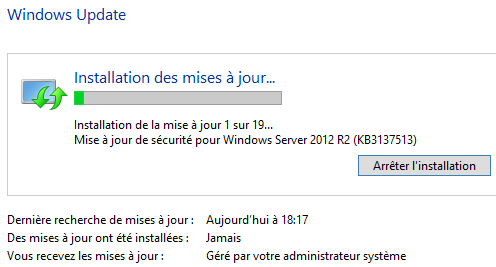 Windows Update
Installation des mises à jour...
Installation de la mise à jour 1 sur 19...
Mise à jour de sécurité pour Windows Server 2012 R2 (KB3137513)
Arrêter l'installation
Dernière recherche de mises à jour : Aujourd'hui à 18:17
Des mises à jour ont été installées : Jamais
Vous recevez les mises à jour : Géré par votre administrateur système